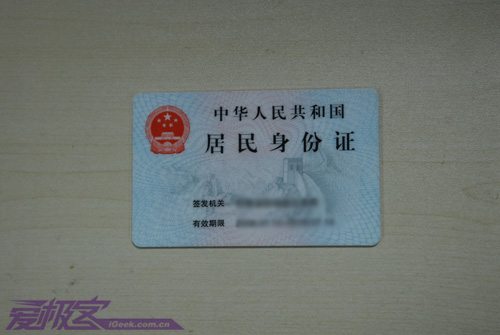 中华人民共和国
居民身份证
签发机关
有效期限
爱极客
iGeek.com.cn